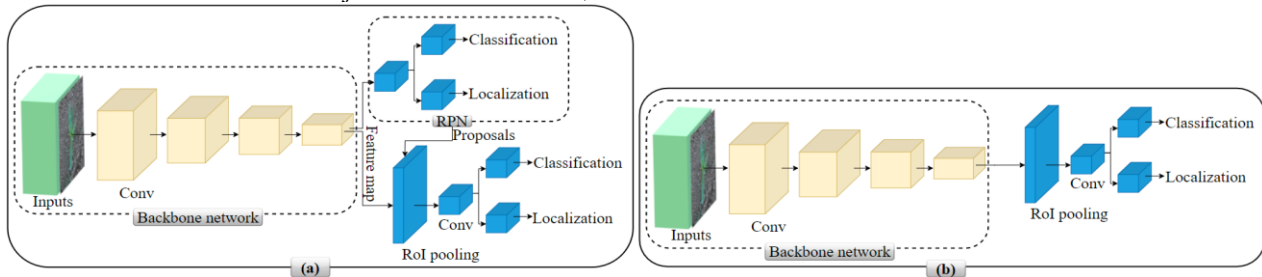 Classification
Localization
RPN
Proposals
Feature map
Classification
Localization
Conv
Inputs
Conv
Backbone network
RoI pooling
(a)
Classification
Localization
Conv
RoI pooling
Inputs
Conv
Backbone network
(b)